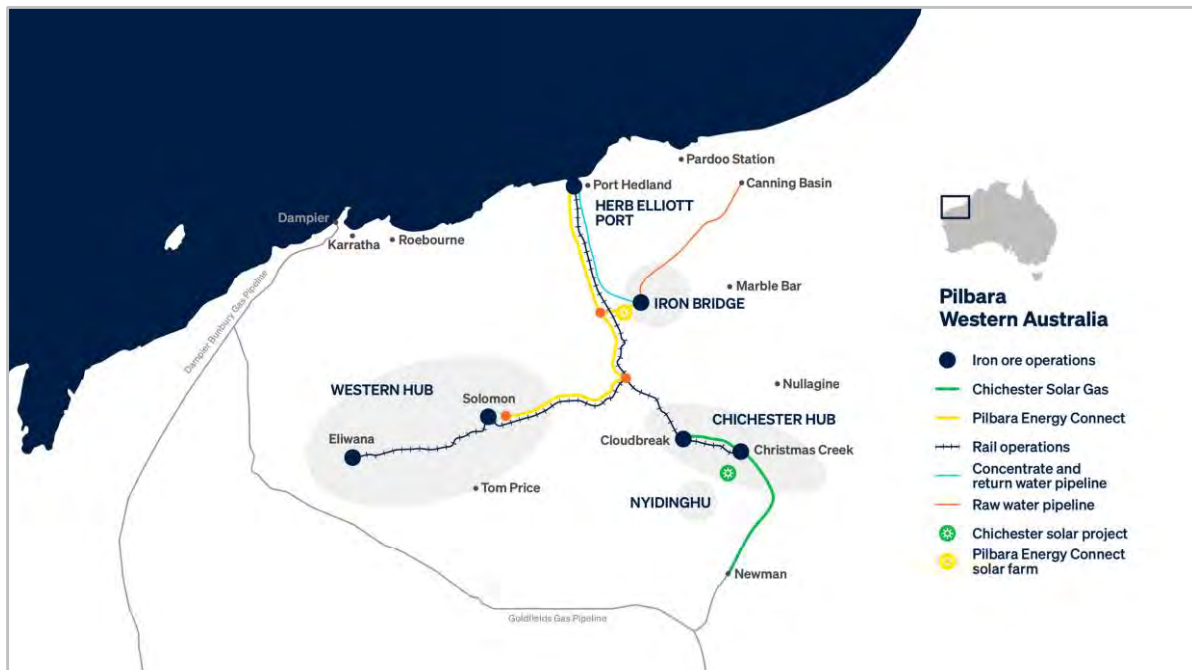 Pardoo Station
Port Hedland
Canning Basin
HERB ELLIOTT
PORT
Dampier
Karratha
Roebourne
Dampier Bunbury Gas Pipeline
IRON BRIDGE
Marble Bar
WESTERN HUB
Solomon
Nullagine
CHICHESTER HUB
Eliwana
Cloudbreak
Christmas Creek
Tom Price
NYIDINGHU
Newman
Goldfields Gas Pipeline
Pilbara
Western Australia
Iron ore operations
Chichester Solar Gas
Pilbara Energy Connect
Rail operations
Concentrate and
return water pipeline
Raw water pipeline
Chichester solar project
Pilbara Energy Connect
solar farm